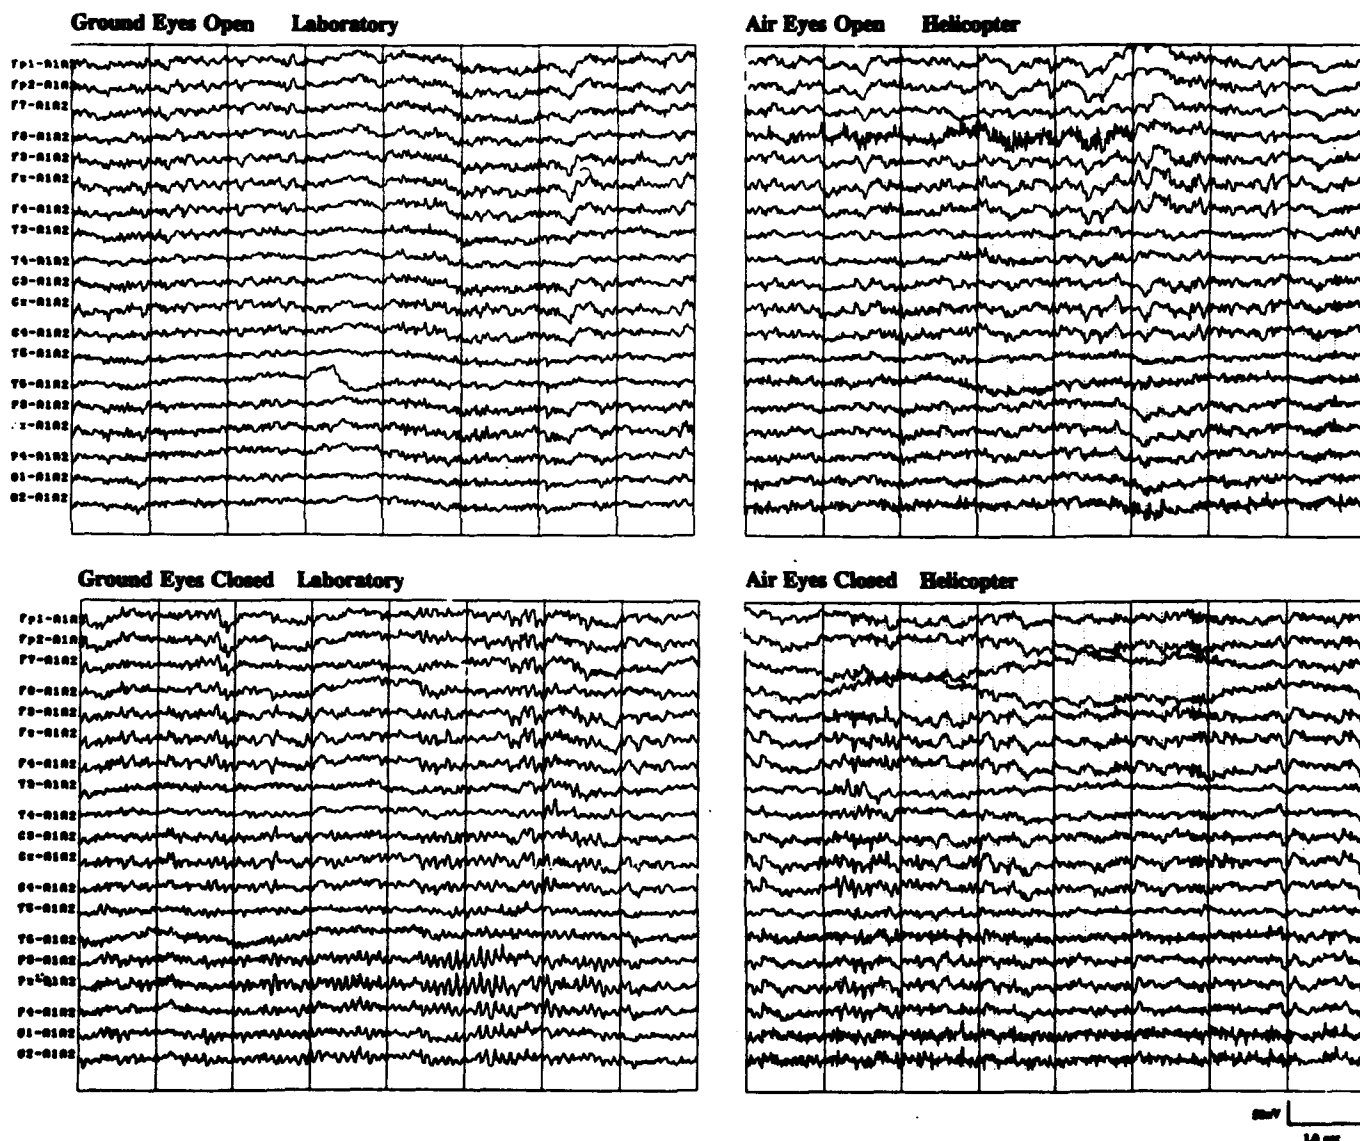 Ground Eyes Open Laboratory
Air Eyes Open Helicopter
Fp1-A1A2
Fp2-A1A2
F7-A1A2
F8-A1A2
F3-A1A2
Fz-A1A2
F4-A1A2
T3-A1A2
T4-A1A2
C3-A1A2
Cz-A1A2
C4-A1A2
T5-A1A2
T6-A1A2
P3-A1A2
z-A1A2
P4-A1A2
O1-A1A2
O2-A1A2
Ground Eyes Closed Laboratory
Air Eyes Closed Helicopter
Fp1-A1A
Fp2-A1A
F7-A1A2
F8-A1A2
F3-A1A2
Fz-A1A2
F4-A1A2
T3-A1A2
T4-A1A2
C3-A1A2
Cz-A1A2
C4-A1A2
T5-A1A2
T6-A1A2
P3-A1A2
Pz-A1A2
P4-A1A2
O1-A1A2
O2-A1A2